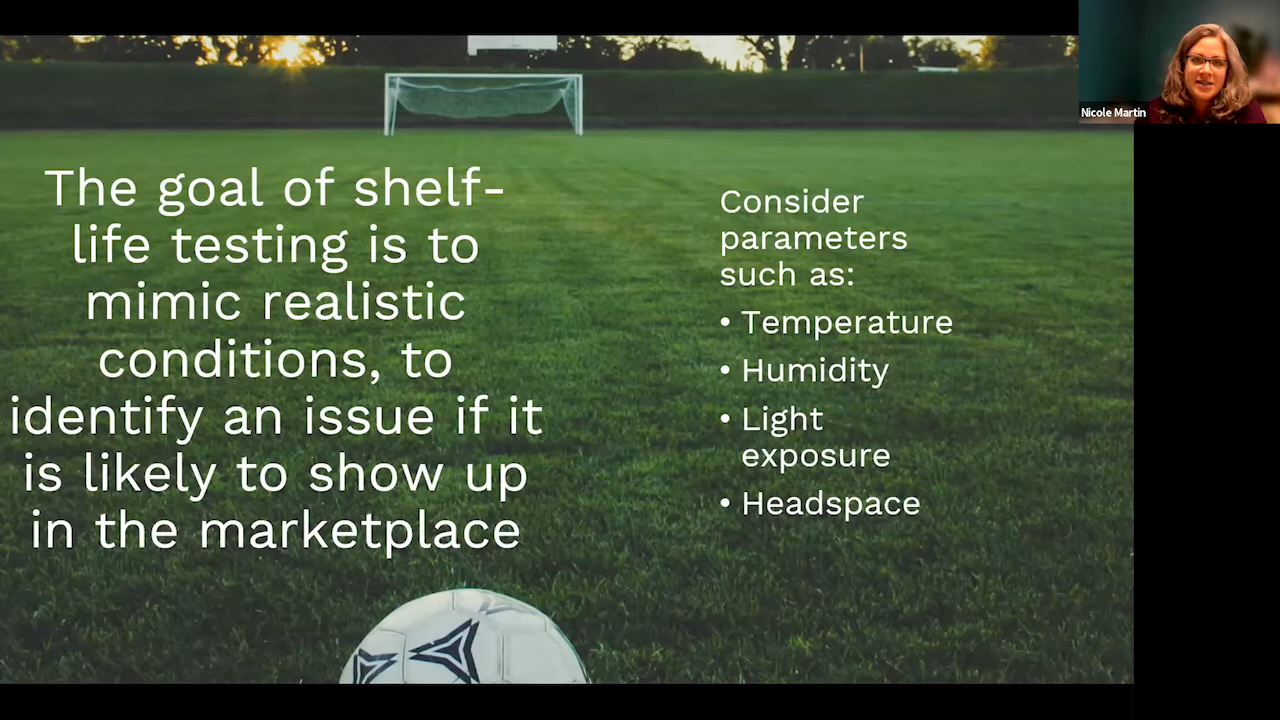 The goal of shelf-
life testing is to
mimic realistic
conditions, to
identify an issue if it
is likely to show up
in the marketplace
Consider
parameters
such as:
• Temperature
• Humidity
• Light
exposure
• Headspace
Nicole Martin